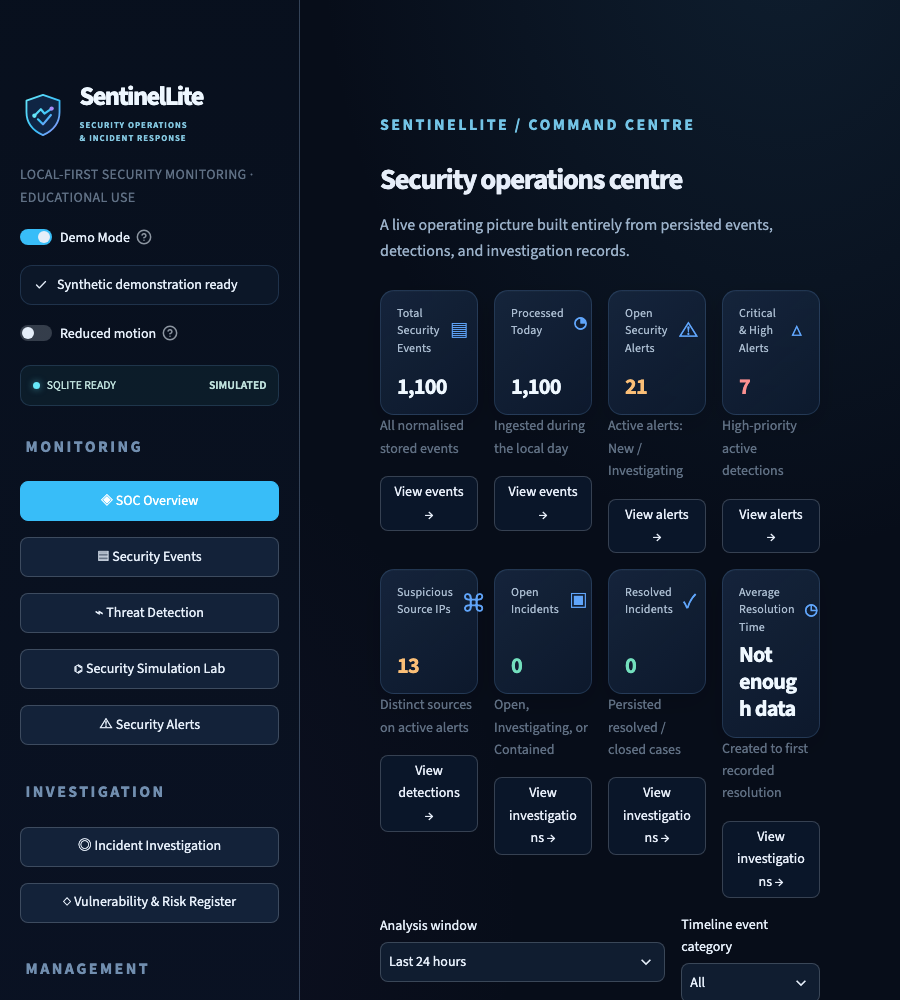 SentinelLite
SECURITY OPERATIONS
& INCIDENT RESPONSE
LOCAL-FIRST SECURITY MONITORING ·
EDUCATIONAL USE
Demo Mode ?
✓ Synthetic demonstration ready
Reduced motion ?
SQLITE READY SIMULATED
MONITORING
◈ SOC Overview
▤ Security Events
⌁ Threat Detection
⌬ Security Simulation Lab
⚠ Security Alerts
INVESTIGATION
◎ Incident Investigation
◇ Vulnerability & Risk Register
MANAGEMENT
SENTINELLITE / COMMAND CENTRE
Security operations centre
A live operating picture built entirely from persisted events,
detections, and investigation records.
Total
Security
Events
▤
1,100
All normalised
stored events
View events
→
Processed
Today
◔
1,100
Ingested during
the local day
View events
→
Open
Security
Alerts
⚠
21
Active alerts:
New /
Investigating
View alerts
→
Critical
& High
Alerts
▵
7
High-priority
active
detections
View alerts
→
Suspicious
Source IPs
⌘
13
Distinct sources
on active alerts
View
detections
→
Open
Incidents
▣
0
Open,
Investigating, or
Contained
View
investigatio
ns →
Resolved
Incidents
✓
0
Persisted
resolved /
closed cases
View
investigatio
ns →
Average
Resolution
Time
◷
Not
enoug
h data
Created to first
recorded
resolution
View
investigatio
ns →
Analysis window
Last 24 hours
Timeline event
category
All